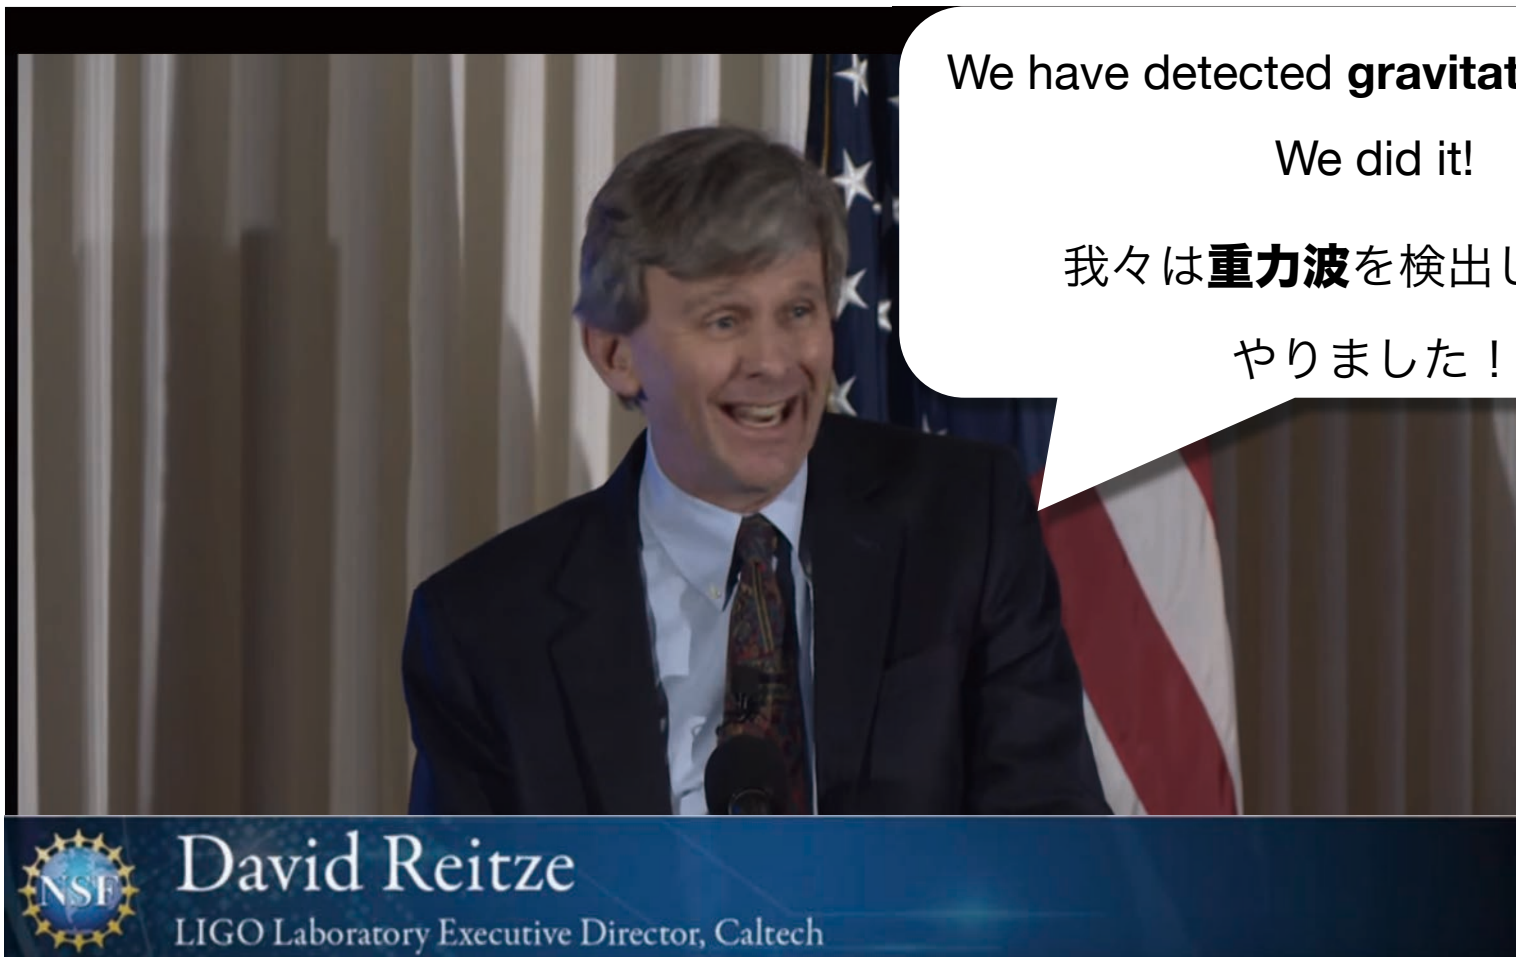 We have detected gravitat
We did it!
我々は重力波を検出し
やりました！
NSF
David Reitze
LIGO Laboratory Executive Director, Caltech